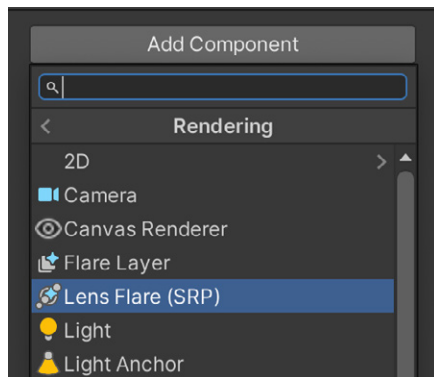 Add Component
Rendering
2D
Camera
Canvas Renderer
Flare Layer
Lens Flare (SRP)
Light
Light Anchor